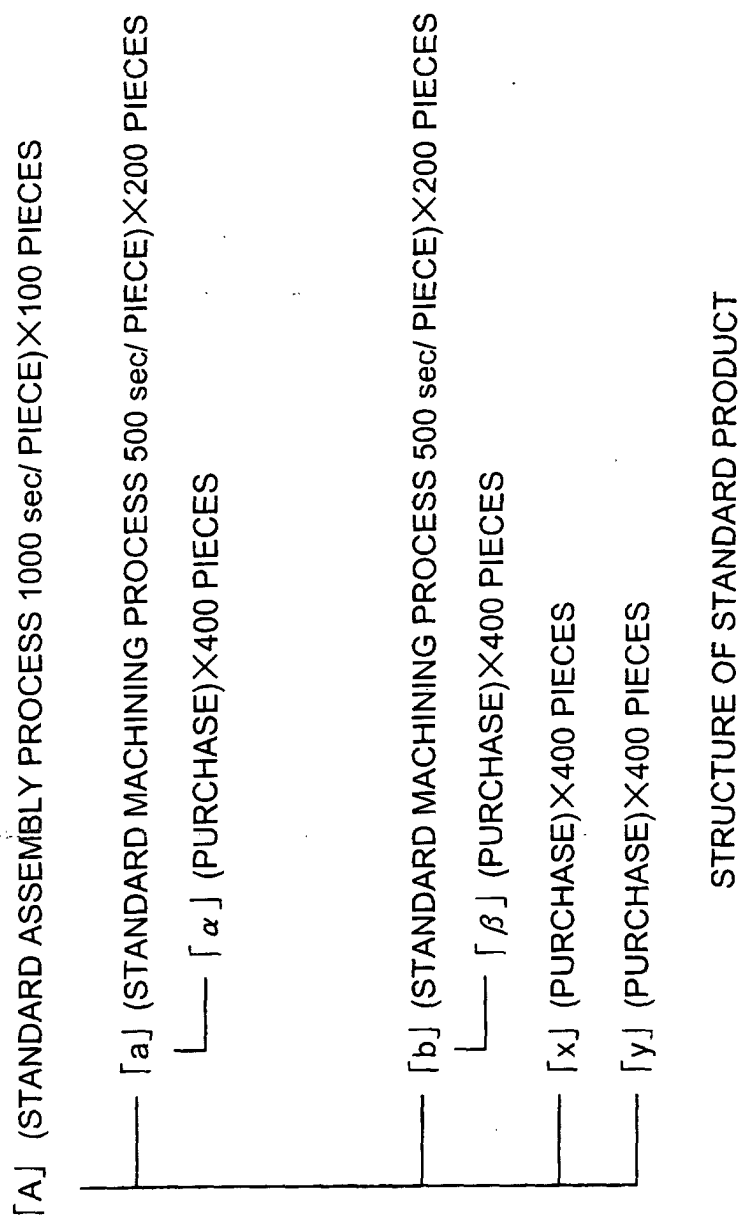 「A」 (STANDARD ASSEMBLY PROCESS 1000 sec/ PIECE)×100 PIECES
「a」 (STANDARD MACHINING PROCESS 500 sec/ PIECE)×200 PIECES
「α」 (PURCHASE)×400 PIECES
「b」 (STANDARD MACHINING PROCESS 500 sec/ PIECE)×200 PIECES
「β」 (PURCHASE)×400 PIECES
「x」 (PURCHASE)×400 PIECES
「y」 (PURCHASE)×400 PIECES
STRUCTURE OF STANDARD PRODUCT